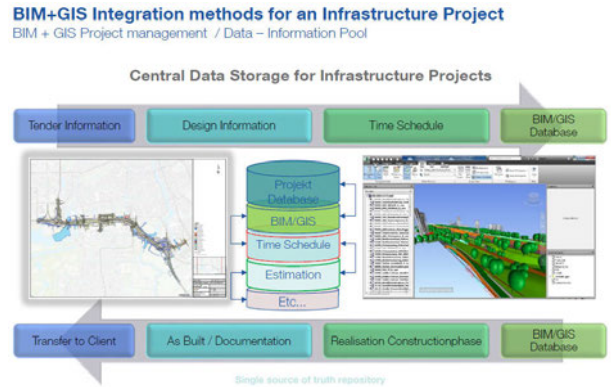 BIM+GIS Integration methods for an Infrastructure Project
BIM + GIS Project management / Data – Information Pool
Central Data Storage for Infrastructure Projects
Tender Information
Design Information
Time Schedule
BIM/GIS
Database
Projekt
Database
BIM/GIS
Time Schedule
Estimation
Etc...
Transfer to Client
As Built / Documentation
Realisation Constructionphase
BIM/GIS
Database
Single source of truth repository